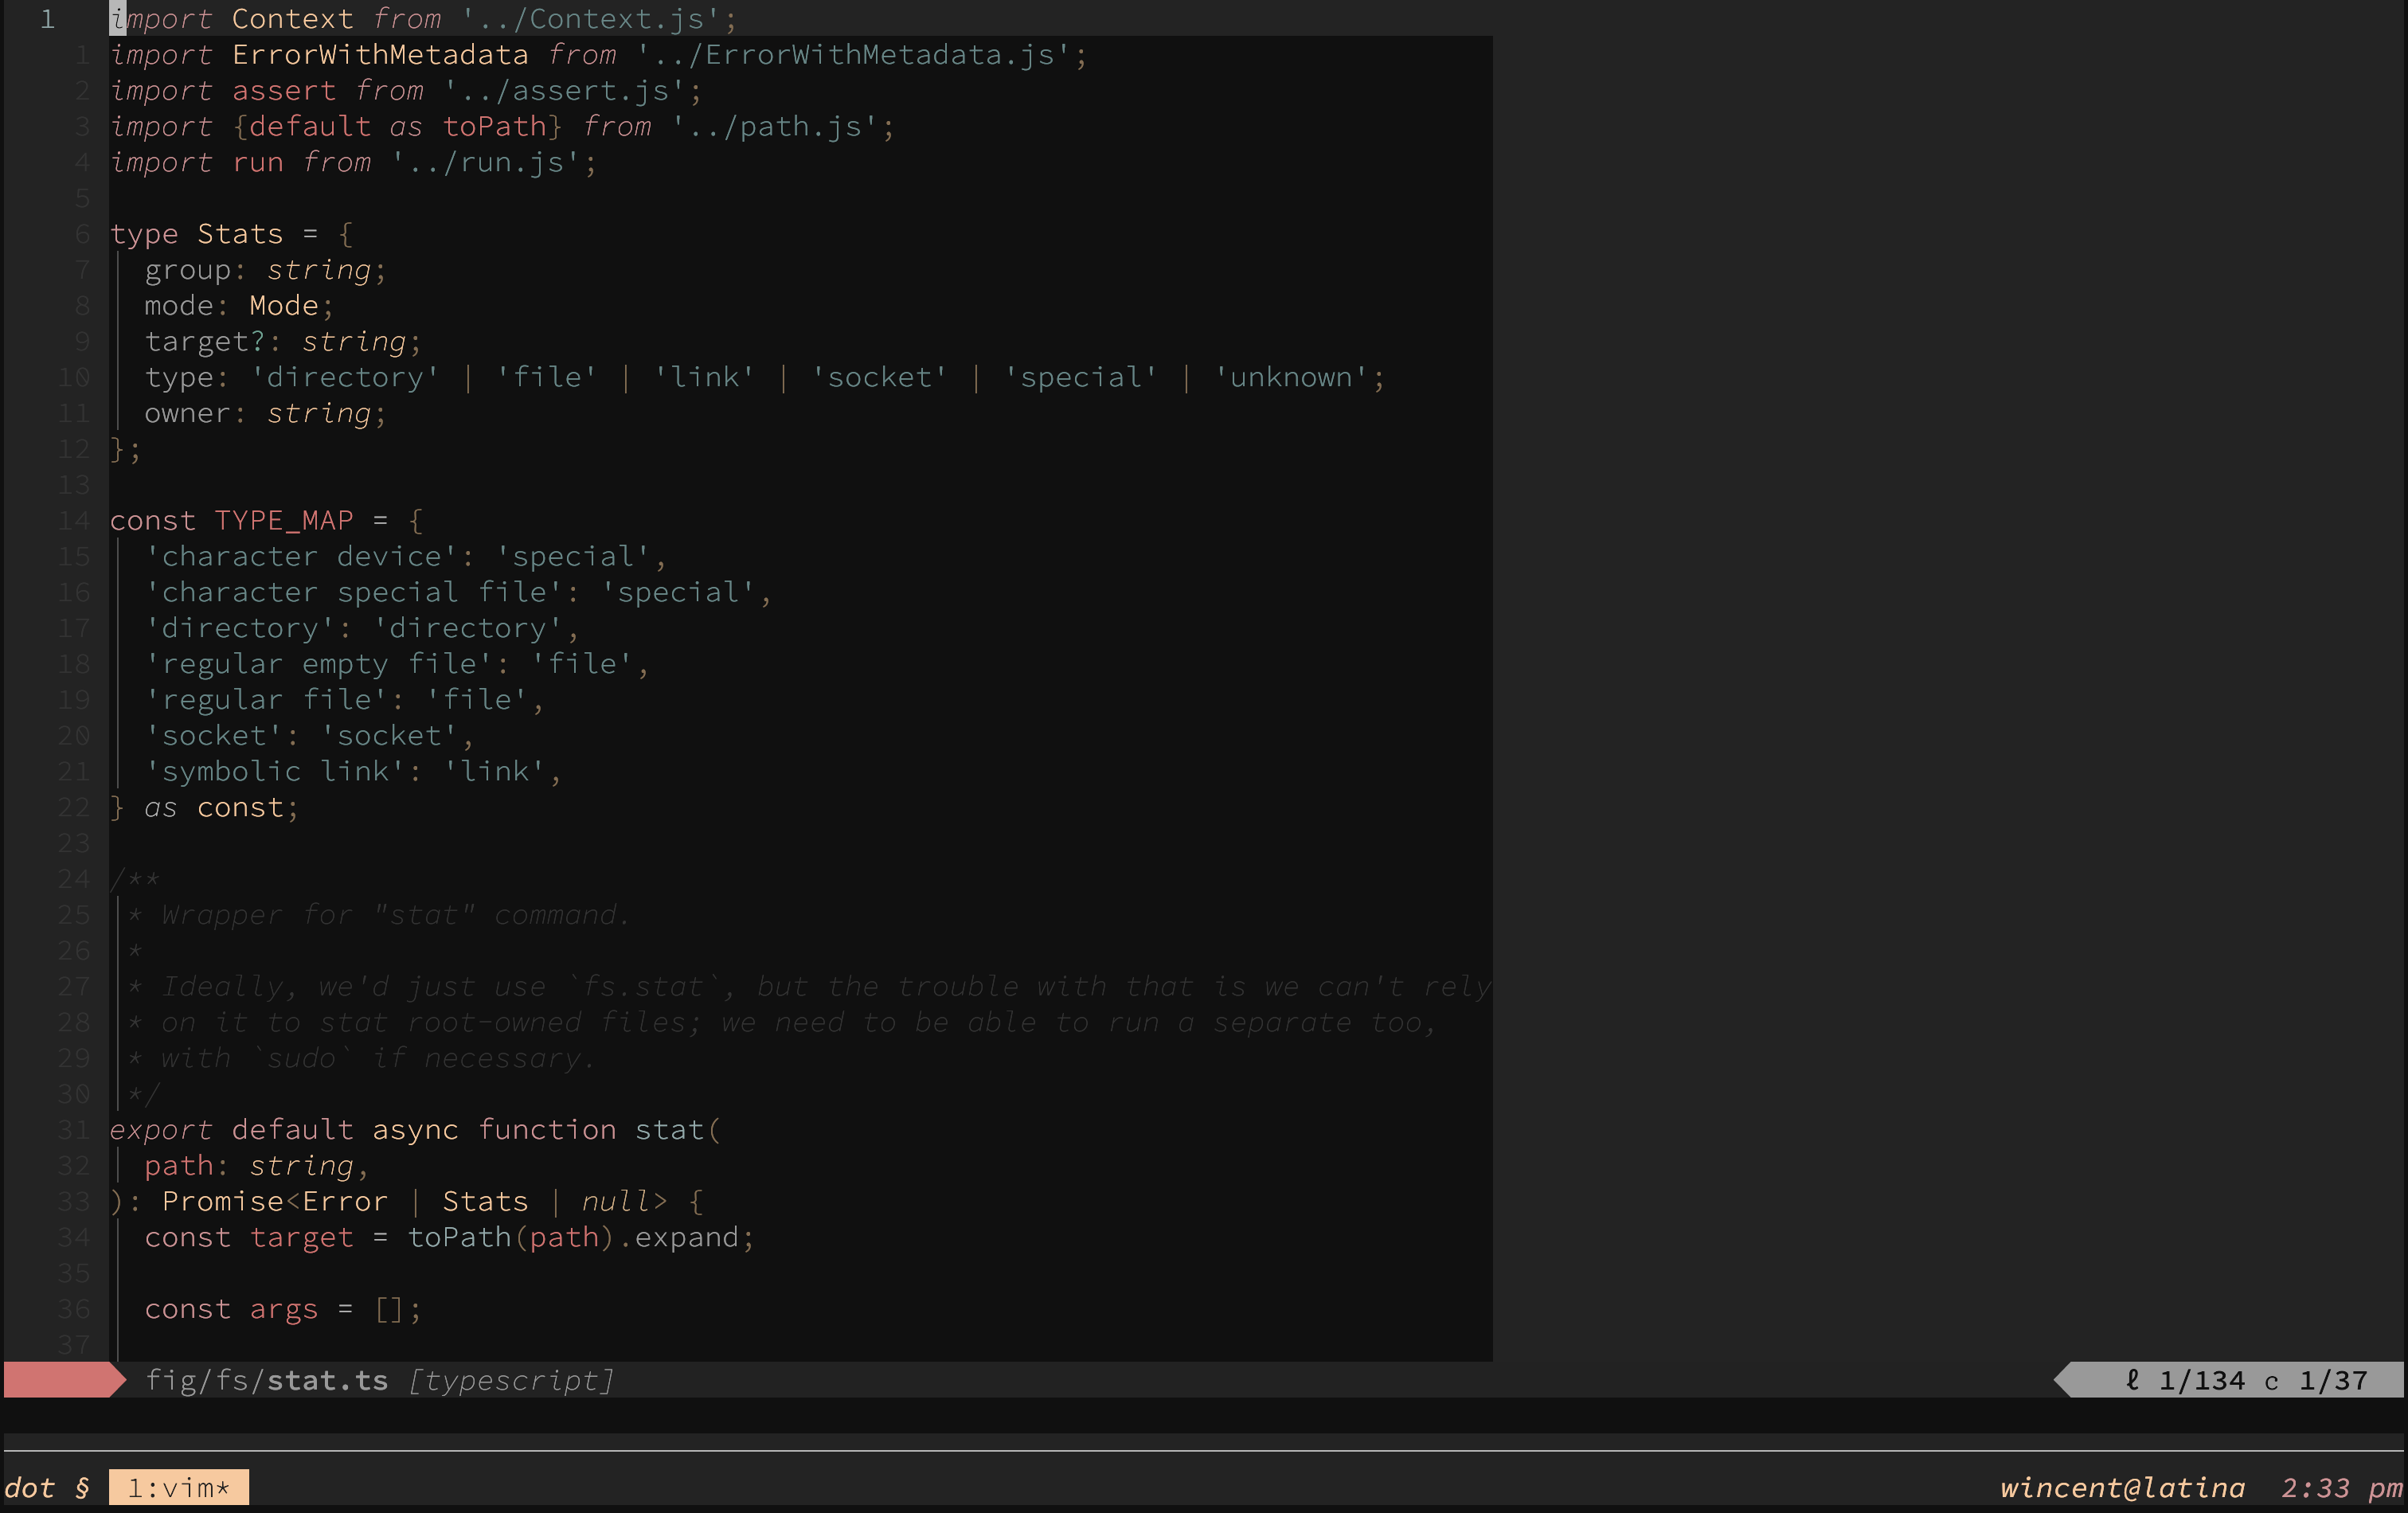 1 import Context from '../Context.js';
1 import ErrorWithMetadata from '../ErrorWithMetadata.js';
2 import assert from '../assert.js';
3 import {default as toPath} from '../path.js';
4 import run from '../run.js';
5
6 type Stats = {
7   group: string;
8   mode: Mode;
9   target?: string;
10   type: 'directory' | 'file' | 'link' | 'socket' | 'special' | 'unknown';
11   owner: string;
12 };
13
14 const TYPE_MAP = {
15   'character device': 'special',
16   'character special file': 'special',
17   'directory': 'directory',
18   'regular empty file': 'file',
19   'regular file': 'file',
20   'socket': 'socket',
21   'symbolic link': 'link',
22 } as const;
23
24 /**
25  * Wrapper for "stat" command.
26  *
27  * Ideally, we'd just use `fs.stat`, but the trouble with that is we can't rely
28  * on it to stat root-owned files; we need to be able to run a separate too,
29  * with `sudo` if necessary.
30  */
31 export default async function stat(
32   path: string,
33 ): Promise<Error | Stats | null> {
34   const target = toPath(path).expand;
35
36   const args = [];
37
fig/fs/stat.ts [typescript] ℓ 1/134 c 1/37
dot § 1:vim* wincent@latina 2:33 pm